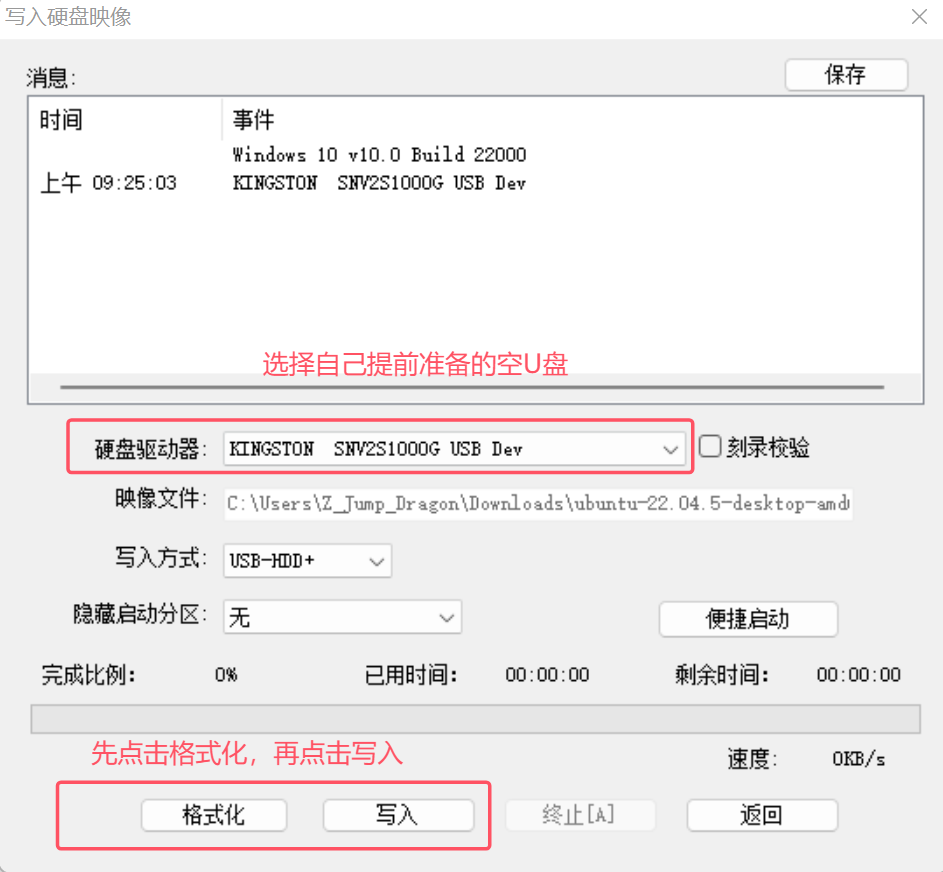 写入硬盘映像
消息:
保存
时间 事件
Windows 10 v10.0 Build 22000
上午 09:25:03 KINGSTON SNV2S1000G USB Dev
选择自己提前准备的空U盘
硬盘驱动器: KINGSTON SNV2S1000G USB Dev 刻录校验
映像文件: C:\Users\Z_Jump_Dragon\Downloads\ubuntu-22.04.5-desktop-amd
写入方式: USB-HDD+
隐藏启动分区: 无 便捷启动
完成比例: 0% 已用时间: 00:00:00 剩余时间: 00:00:00
先点击格式化，再点击写入
速度: 0KB/s
格式化 写入 终止[A] 返回